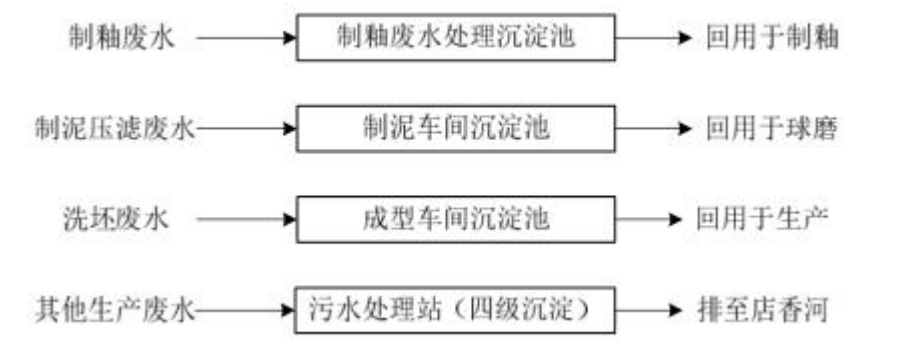 制釉废水 制釉废水处理沉淀池 回用于制釉
制泥压滤废水 制泥车间沉淀池 回用于球磨
洗坯废水 成型车间沉淀池 回用于生产
其他生产废水 污水处理站（四级沉淀） 排至店香河